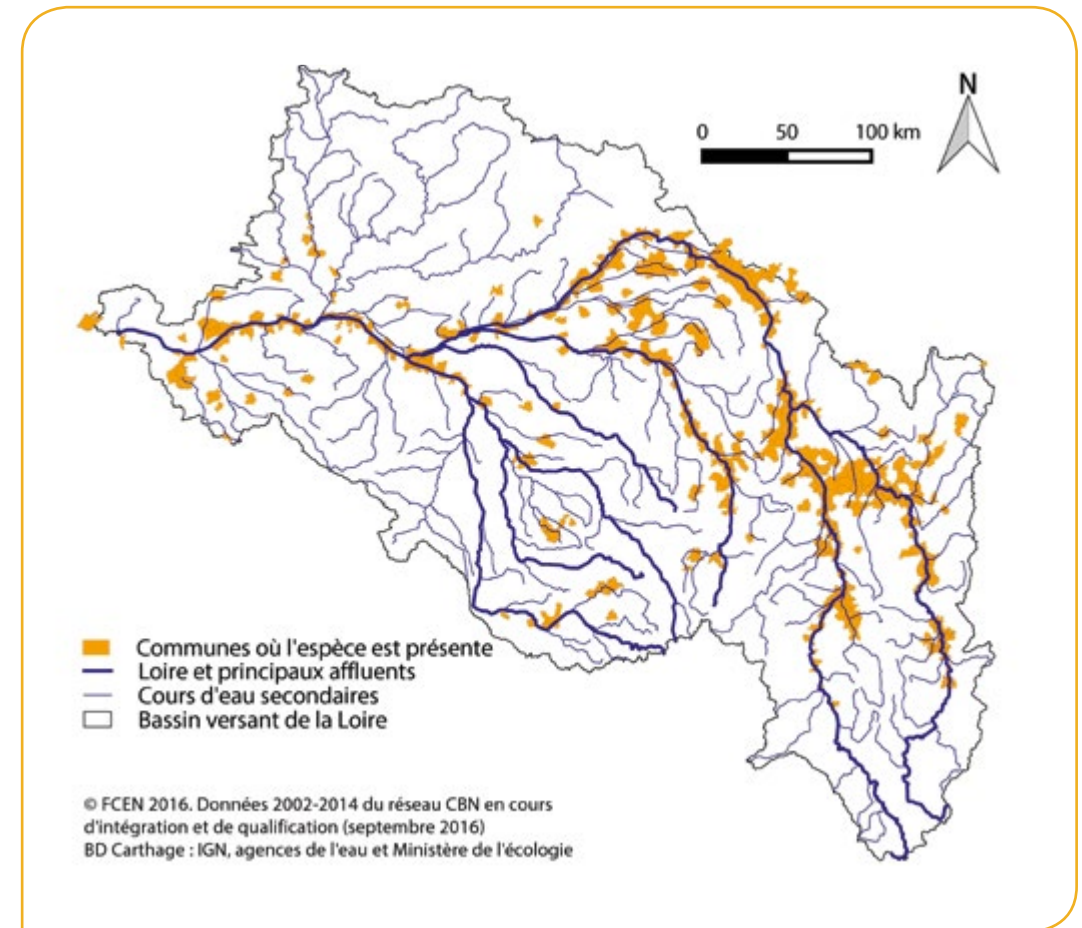 N
0 50 100 km
Communes où l'espèce est présente
Loire et principaux affluents
Cours d'eau secondaires
Bassin versant de la Loire
© FCEN 2016. Données 2002-2014 du réseau CBN en cours
d'intégration et de qualification (septembre 2016)
BD Carthage : IGN, agences de l'eau et Ministère de l'écologie